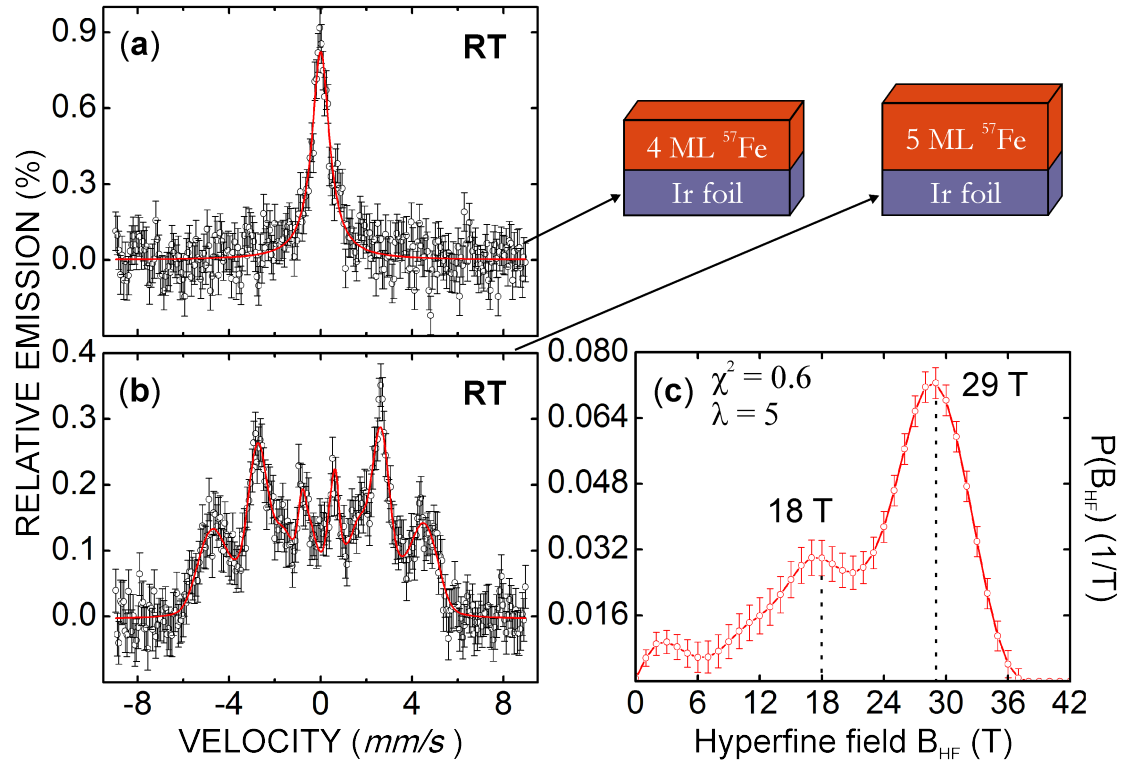 0.9
0.6
0.3
0.0
(a)
RT
4 ML ⁵⁷Fe
Ir foil
5 ML ⁵⁷Fe
Ir foil
RELATIVE EMISSION (%)
0.4
0.3
0.2
0.1
0.0
(b)
RT
-8 -4 0 4 8
VELOCITY (mm/s)
0.080
0.064
0.048
0.032
0.016
(c)
χ² = 0.6
λ = 5
18 T
29 T
0 6 12 18 24 30 36 42
Hyperfine field B_HF (T)
P(B_HF) (1/T)